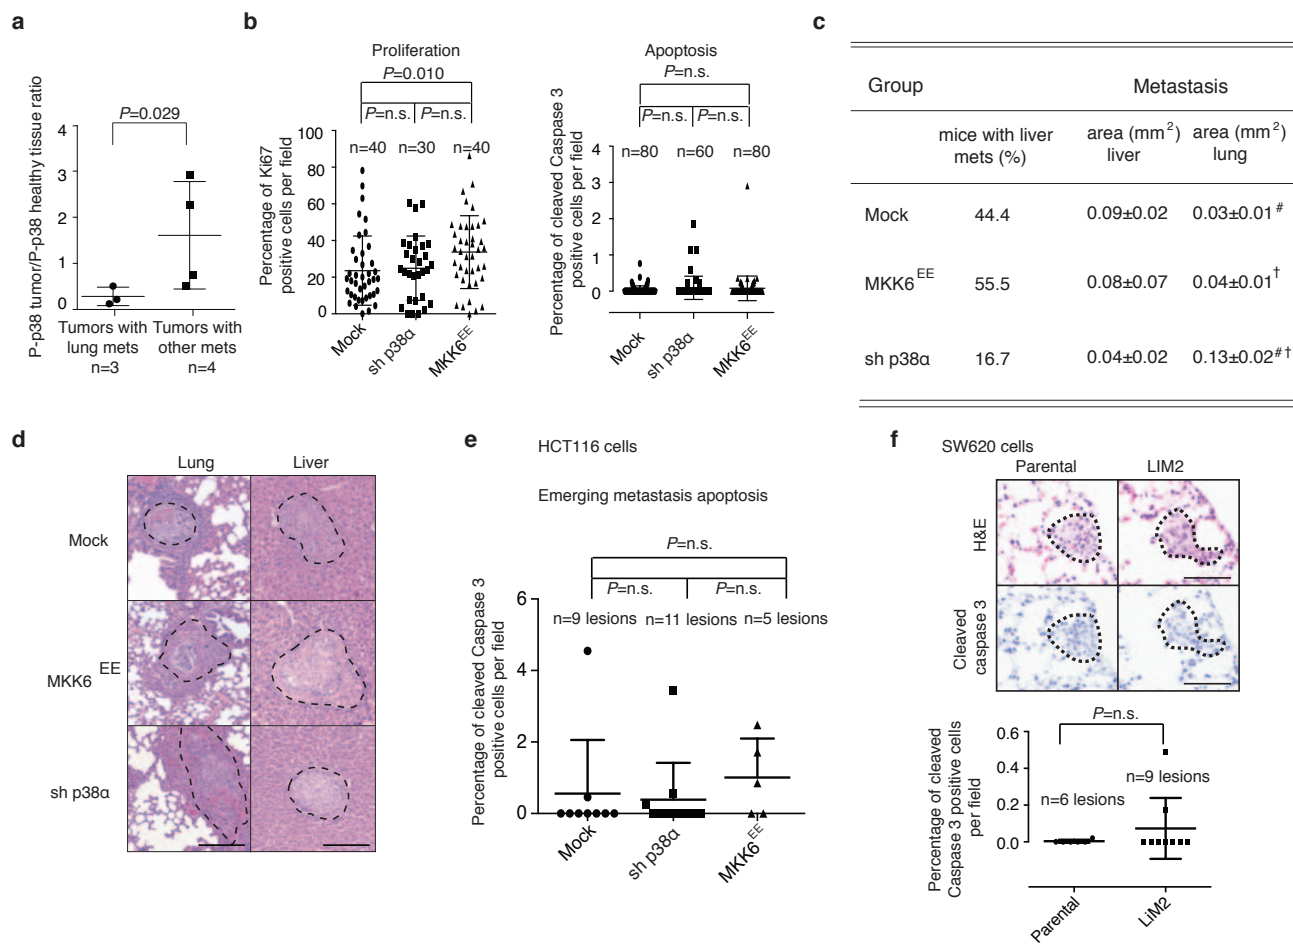 a
P-p38 tumor/P-p38 healthy tissue ratio
P=0.029
4
3
2
1
0
Tumors with
lung mets
n=3
Tumors with
other mets
n=4
b
Proliferation
P=0.010
P=n.s.
P=n.s.
Percentage of Ki67
positive cells per field
100
80
60
40
20
0
n=40
n=30
n=40
Mock
sh p38α
MKK6EE
Apoptosis
P=n.s.
P=n.s.
P=n.s.
Percentage of cleaved Caspase 3
positive cells per field
4
3
2
1
0
n=80
n=60
n=80
Mock
sh p38α
MKK6EE
c
Group
Metastasis
mice with liver
mets (%)
area (mm2)
liver
area (mm2)
lung
Mock 44.4 0.09±0.02 0.03±0.01#
MKK6EE 55.5 0.08±0.07 0.04±0.01†
sh p38α 16.7 0.04±0.02 0.13±0.02#†
d
Lung
Liver
Mock
MKK6EE
sh p38α
e
HCT116 cells
Emerging metastasis apoptosis
P=n.s.
P=n.s.
P=n.s.
n=9 lesions
n=11 lesions
n=5 lesions
Percentage of cleaved Caspase 3
positive cells per field
6
4
2
0
Mock
sh p38α
MKK6EE
f
SW620 cells
Parental
LIM2
H&E
Cleaved
caspase 3
P=n.s.
Percentage of cleaved
Caspase 3 positive cells
per field
0.6
0.4
0.2
0.0
n=6 lesions
n=9 lesions
Parental
LiM2